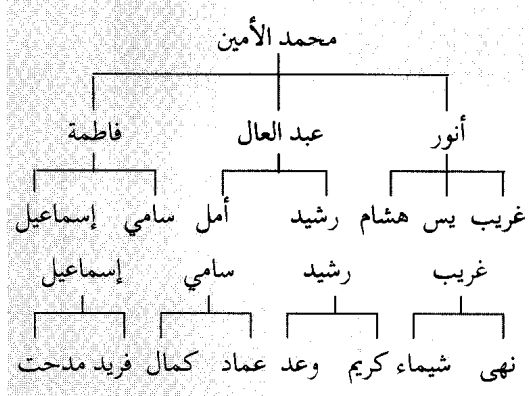 محمد الأمين
أنور عبد العال فاطمة
غريب يس هشام رشيد أمل سامي إسماعيل
غريب رشيد سامي إسماعيل
نهى شيماء كريم وعد عماد كمال فريد مدحت